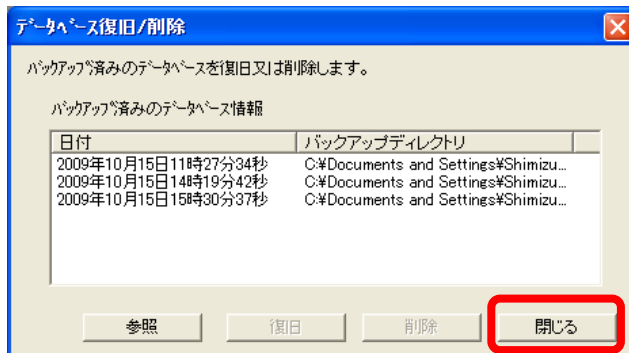 データベース復旧/削除
バックアップ済みのデータベースを復旧又は削除します。
バックアップ済みのデータベース情報
日付 バックアップディレクトリ
2009年10月15日11時27分34秒 C:¥Documents and Settings¥Shimizu...
2009年10月15日14時19分42秒 C:¥Documents and Settings¥Shimizu...
2009年10月15日15時30分37秒 C:¥Documents and Settings¥Shimizu...
参照 復旧 削除 閉じる